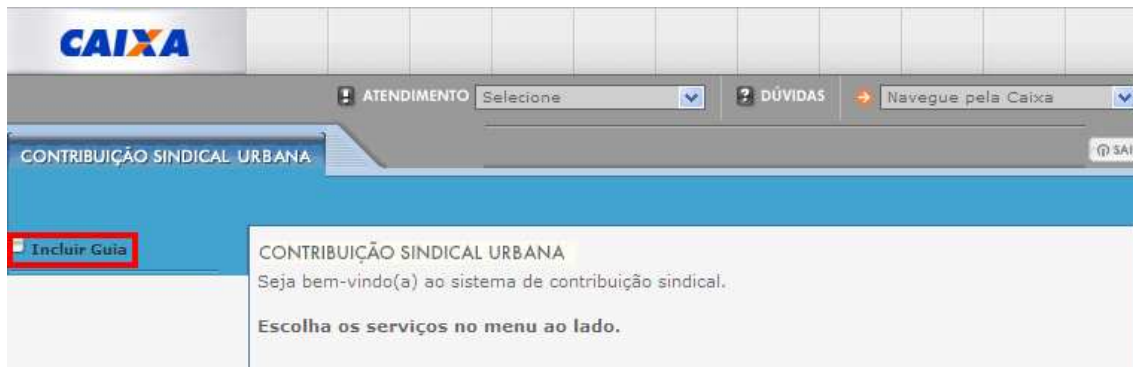 CAIXA
ATENDIMENTO Selecione DÚVIDAS Navegue pela Caixa
CONTRIBUIÇÃO SINDICAL URBANA
SAI
Incluir Guia
CONTRIBUIÇÃO SINDICAL URBANA
Seja bem-vindo(a) ao sistema de contribuição sindical.
Escolha os serviços no menu ao lado.